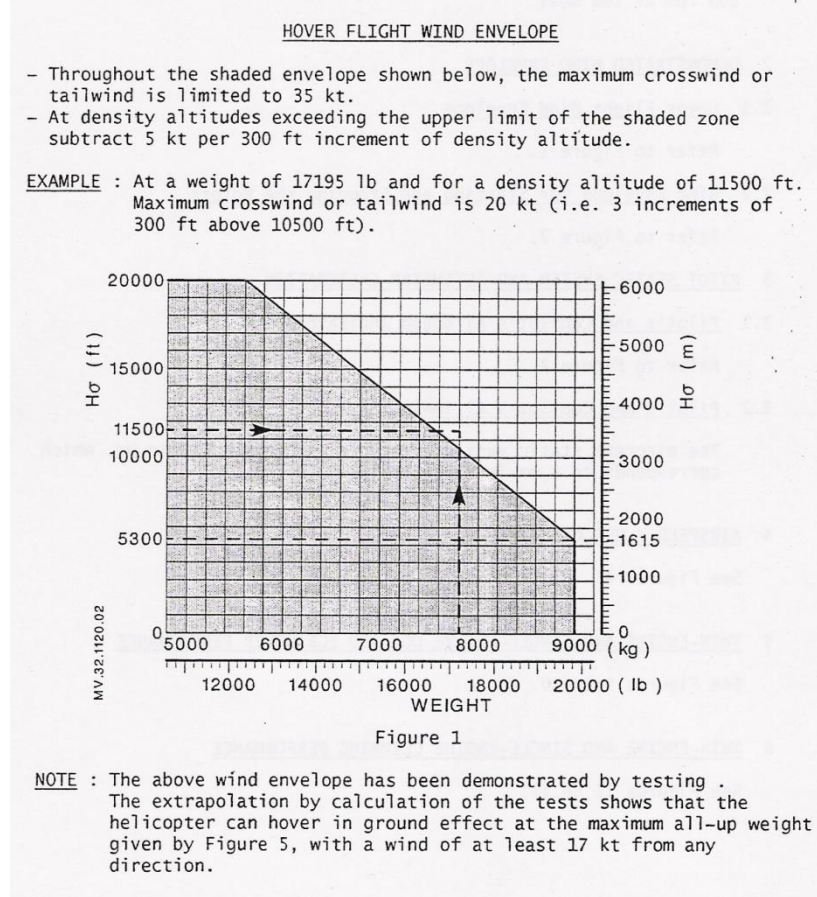 HOVER FLIGHT WIND ENVELOPE
- Throughout the shaded envelope shown below, the maximum crosswind or
tailwind is limited to 35 kt.
- At density altitudes exceeding the upper limit of the shaded zone
subtract 5 kt per 300 ft increment of density altitude.
EXAMPLE : At a weight of 17195 lb and for a density altitude of 11500 ft.
Maximum crosswind or tailwind is 20 kt (i.e. 3 increments of
300 ft above 10500 ft).
Hσ (ft)
20000
15000
11500
10000
5300
0
6000
5000
4000
3000
2000
1615
1000
0
Hσ (m)
5000 6000 7000 8000 9000 (kg)
12000 14000 16000 18000 20000 (lb)
WEIGHT
MV.32.1120.02
Figure 1
NOTE : The above wind envelope has been demonstrated by testing .
The extrapolation by calculation of the tests shows that the
helicopter can hover in ground effect at the maximum all-up weight
given by Figure 5, with a wind of at least 17 kt from any
direction.